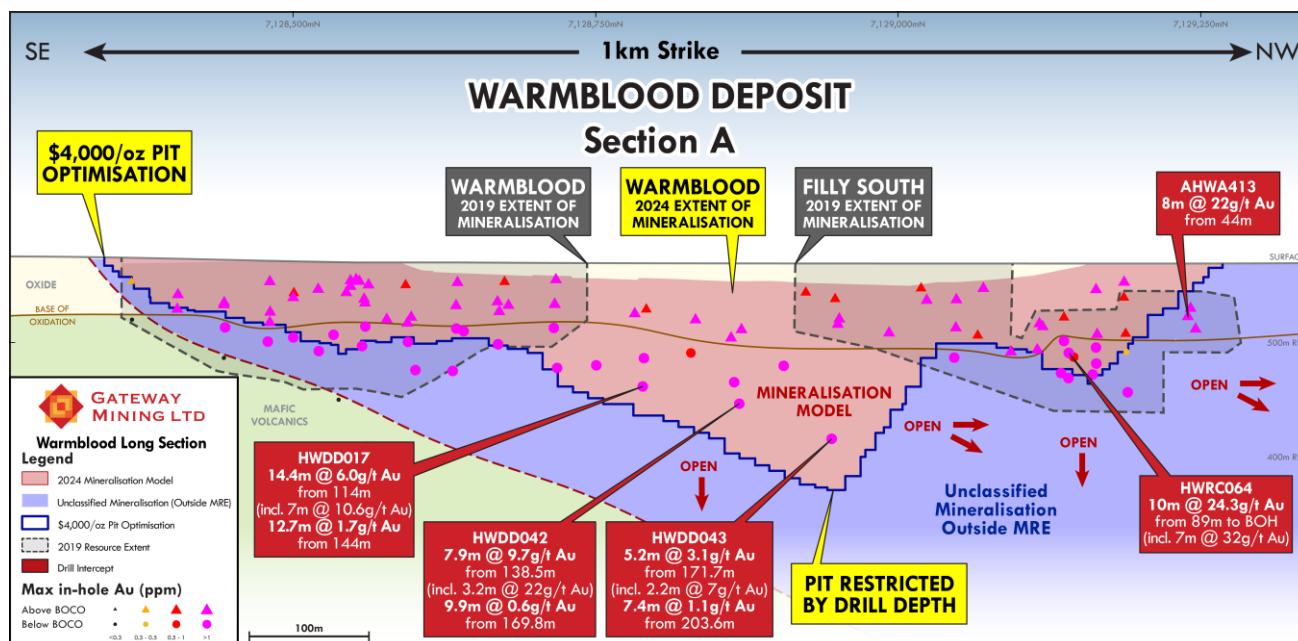 7,128,500mN
7,128,750mN
7,129,000mN
7,129,250mN
SE
1km Strike
NW
WARMBLOOD DEPOSIT
Section A
$4,000/oz PIT
OPTIMISATION
WARMBLOOD
2019 EXTENT OF
MINERALISATION
WARMBLOOD
2024 EXTENT OF
MINERALISATION
FILLY SOUTH
2019 EXTENT OF
MINERALISATION
AHWA413
8m @ 22g/t Au
from 44m
SURFAC
OXIDE
BASE OF
OXIDATION
500m R
MAFIC
VOLCANICS
MINERALISATION
MODEL
OPEN
OPEN
OPEN
OPEN
400m R
Unclassified
Mineralisation
Outside MRE
HWDD017
14.4m @ 6.0g/t Au
from 114m
(incl. 7m @ 10.6g/t Au)
12.7m @ 1.7g/t Au
from 144m
HWDD042
7.9m @ 9.7g/t Au
from 138.5m
(incl. 3.2m @ 22g/t Au)
9.9m @ 0.6g/t Au
from 169.8m
HWDD043
5.2m @ 3.1g/t Au
from 171.7m
(incl. 2.2m @ 7g/t Au)
7.4m @ 1.1g/t Au
from 203.6m
PIT RESTRICTED
BY DRILL DEPTH
HWRC064
10m @ 24.3g/t Au
from 89m to BOH
(incl. 7m @ 32g/t Au)
GATEWAY
MINING LTD
Warmblood Long Section
Legend
2024 Mineralisation Model
Unclassified Mineralisation (Outside MRE)
$4,000/oz Pit Optimisation
2019 Resource Extent
Drill Intercept
Max in-hole Au (ppm)
Above BOCO
Below BOCO
<0.3
0.3 - 0.5
0.5 - 1
>1
100m